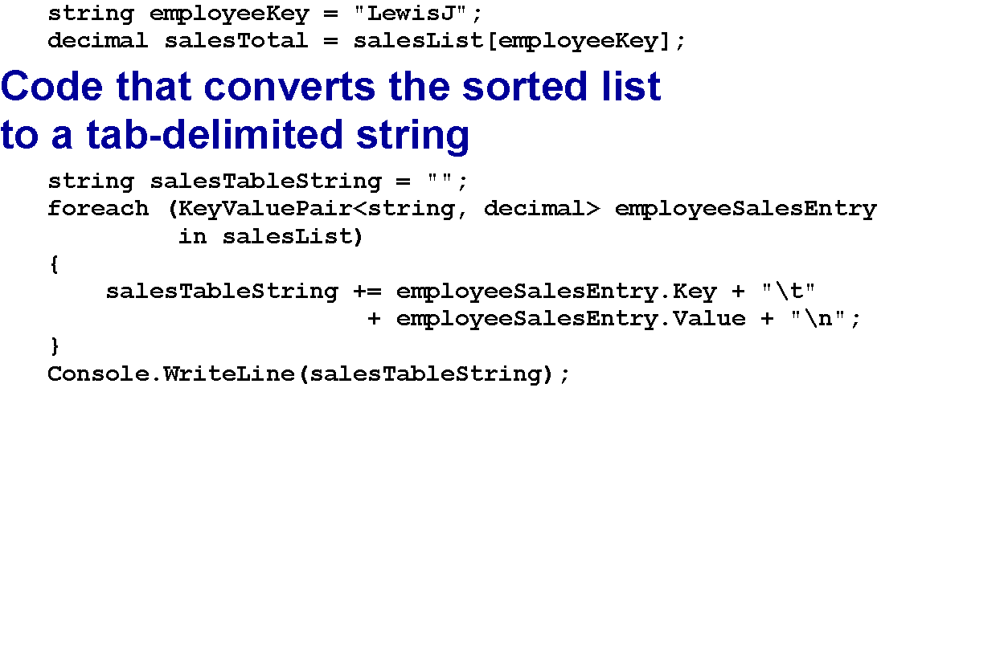 string employeeKey = "LewisJ";
decimal salesTotal = salesList[employeeKey];
Code that converts the sorted list
to a tab-delimited string
string salesTableString = "";
foreach (KeyValuePair<string, decimal> employeeSalesEntry
         in salesList)
{
    salesTableString += employeeSalesEntry.Key + "\t"
                      + employeeSalesEntry.Value + "\n";
}
Console.WriteLine(salesTableString);